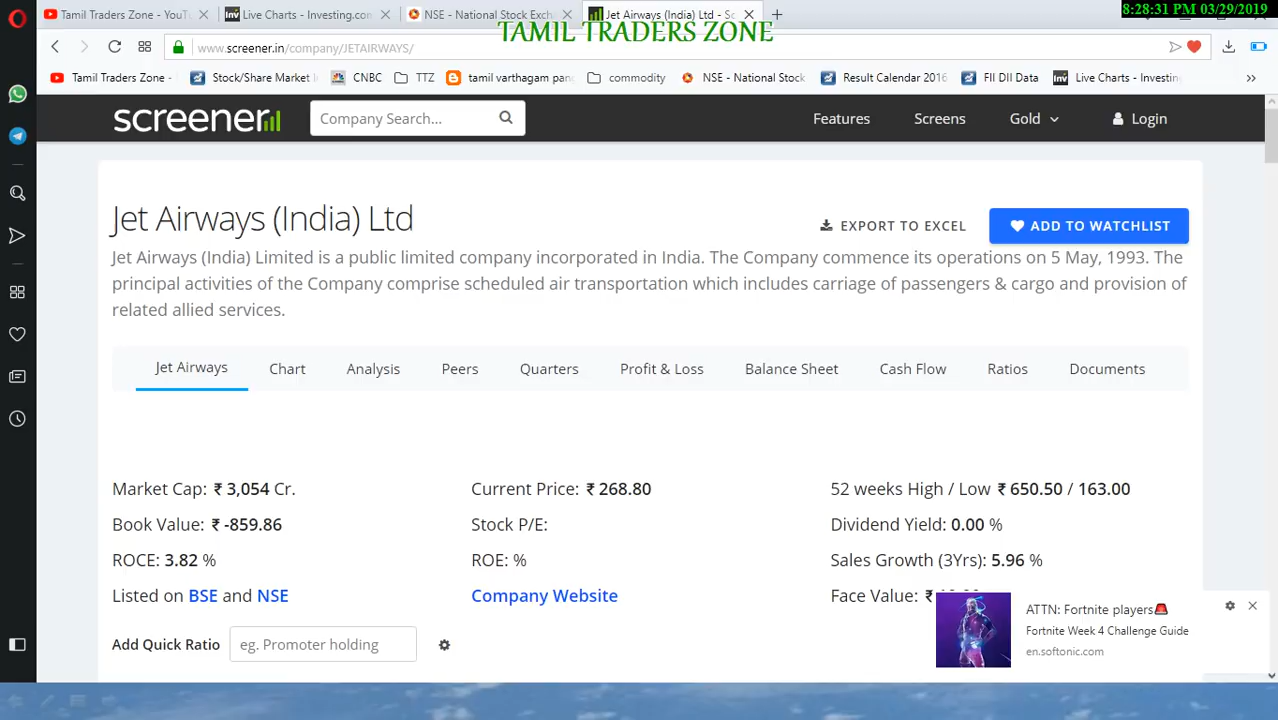 8:28:31 PM 03/29/2019
Tamil Traders Zone - YouTu
Live Charts - Investing.com
NSE - National Stock Excha
Jet Airways (India) Ltd - Sc
TAMIL TRADERS ZONE
www.screener.in/company/JETAIRWAYS/
Tamil Traders Zone -
Stock/Share Market I
CNBC
TTZ
tamil varthagam pano
commodity
NSE - National Stock
Result Calendar 2016
FII DII Data
Live Charts - Investing
screener
Company Search...
Features
Screens
Gold
Login
Jet Airways (India) Ltd
EXPORT TO EXCEL
ADD TO WATCHLIST
Jet Airways (India) Limited is a public limited company incorporated in India. The Company commence its operations on 5 May, 1993. The
principal activities of the Company comprise scheduled air transportation which includes carriage of passengers & cargo and provision of
related allied services.
Jet Airways
Chart
Analysis
Peers
Quarters
Profit & Loss
Balance Sheet
Cash Flow
Ratios
Documents
Market Cap: ₹ 3,054 Cr.
Current Price: ₹ 268.80
52 weeks High / Low ₹ 650.50 / 163.00
Book Value: ₹ -859.86
Stock P/E:
Dividend Yield: 0.00 %
ROCE: 3.82 %
ROE: %
Sales Growth (3Yrs): 5.96 %
Listed on BSE and NSE
Company Website
Face Value: ₹
Add Quick Ratio
eg. Promoter holding
ATTN: Fortnite players🚨
Fortnite Week 4 Challenge Guide
en.softonic.com